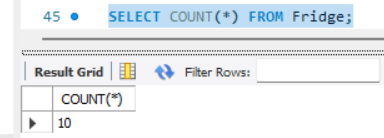 45 SELECT COUNT(*) FROM Fridge;
Result Grid Filter Rows:
COUNT(*)
10